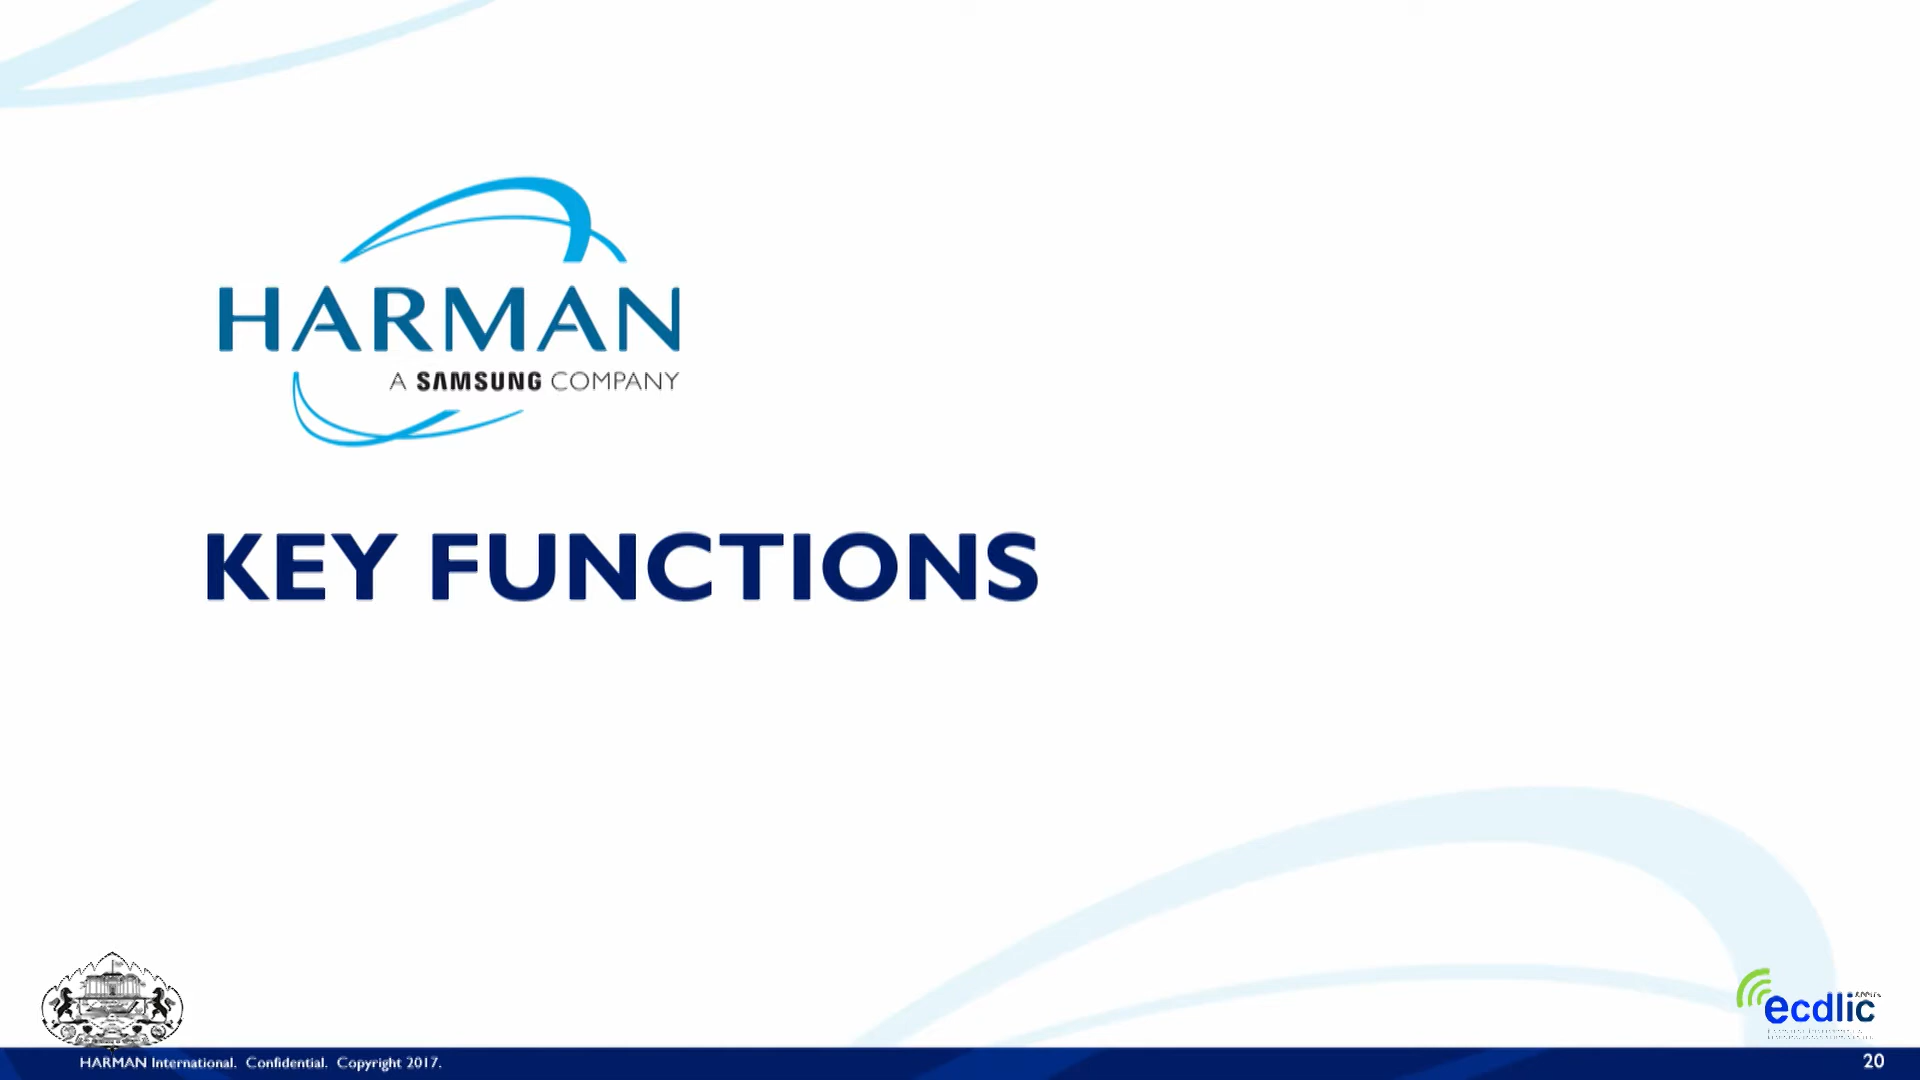 HARMAN
A SAMSUNG COMPANY
KEY FUNCTIONS
ecdlic
HARMAN International. Confidential. Copyright 2017.
20